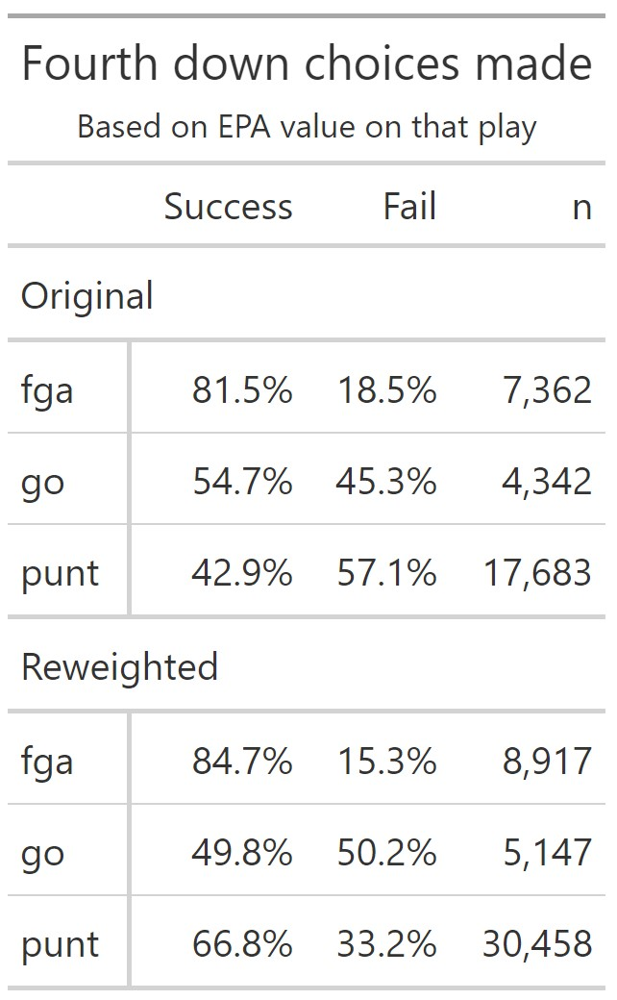 Fourth down choices made
Based on EPA value on that play
Success Fail n
Original
fga 81.5% 18.5% 7,362
go 54.7% 45.3% 4,342
punt 42.9% 57.1% 17,683
Reweighted
fga 84.7% 15.3% 8,917
go 49.8% 50.2% 5,147
punt 66.8% 33.2% 30,458